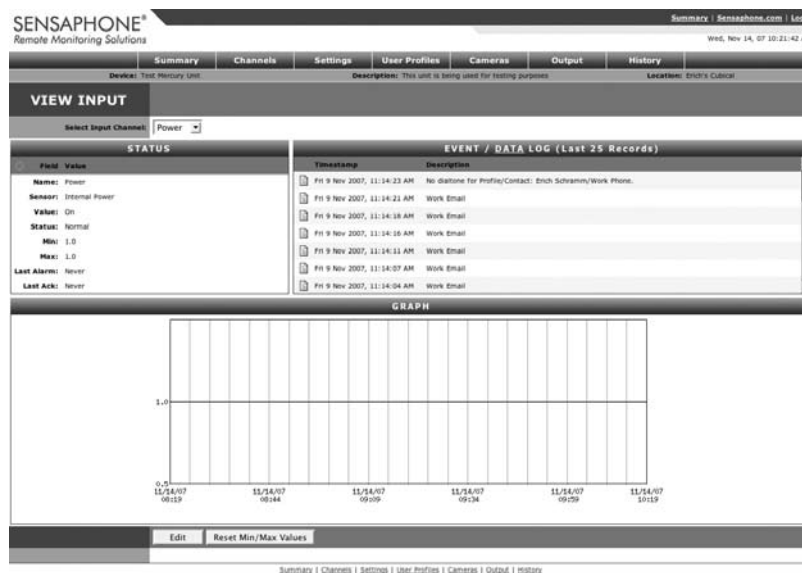 SENSAPHONE®
Remote Monitoring Solutions
Summary | Sensaphone.com | Lo
Wed, Nov 14, 07 10:21:42
Summary Channels Settings User Profiles Cameras Output History
Device: Test Mercury Unit Description: This unit is being used for testing purposes Location: Erich's Cubical
VIEW INPUT
Select Input Channel: Power
STATUS
Field Value
Name: Power
Sensor: Internal Power
Value: On
Status: Normal
Min: 1.0
Max: 1.0
Last Alarm: Never
Last Ack: Never
EVENT / DATA LOG (Last 25 Records)
Timestamp Description
Fri 9 Nov 2007, 11:14:23 AM No dialtone for Profile/Contact: Erich Schramm/Work Phone.
Fri 9 Nov 2007, 11:14:21 AM Work Email
Fri 9 Nov 2007, 11:14:18 AM Work Email
Fri 9 Nov 2007, 11:14:16 AM Work Email
Fri 9 Nov 2007, 11:14:11 AM Work Email
Fri 9 Nov 2007, 11:14:07 AM Work Email
Fri 9 Nov 2007, 11:14:04 AM Work Email
GRAPH
1.0
0.5
11/14/07 11/14/07 11/14/07 11/14/07 11/14/07 11/14/07
08:19 08:44 09:09 09:34 09:59 10:19
Edit Reset Min/Max Values
Summary | Channels | Settings | User Profiles | Cameras | Output | History